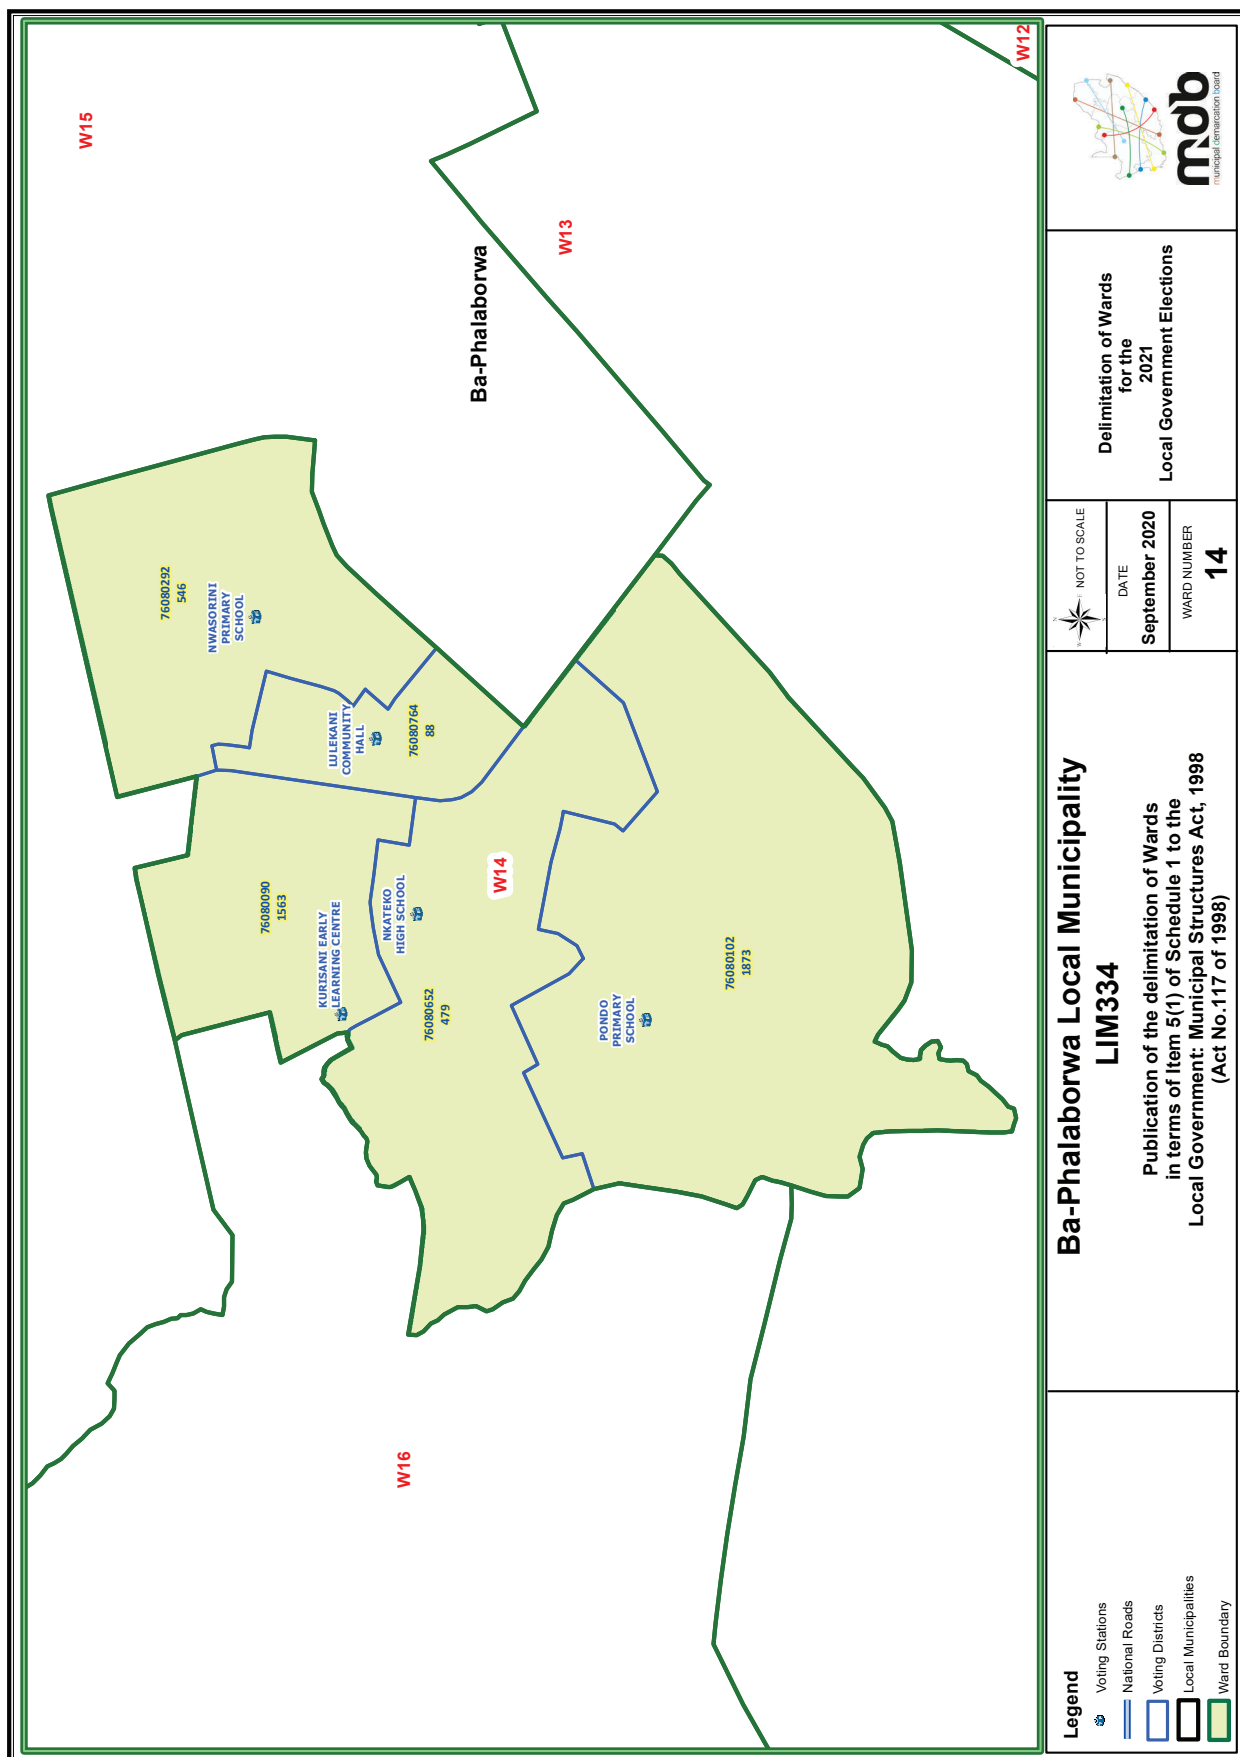 W15
W12
W13
Ba-Phalaborwa
76080292
546
NWASORINI
PRIMARY
SCHOOL
LULEKANI
COMMUNITY
HALL
76080764
88
76080090
1563
KURISANI EARLY
LEARNING CENTRE
NKATEKO
HIGH SCHOOL
W14
76080652
479
76080102
1873
PONDO
PRIMARY
SCHOOL
W16
Legend
Voting Stations
National Roads
Voting Districts
Local Municipalities
Ward Boundary
Ba-Phalaborwa Local Municipality
LIM334
Publication of the delimitation of Wards
in terms of Item 5(1) of Schedule 1 to the
Local Government: Municipal Structures Act, 1998
(Act No.117 of 1998)
NOT TO SCALE
DATE
September 2020
WARD NUMBER
14
Delimitation of Wards
for the
2021
Local Government Elections
mdb
municipal demarcation board